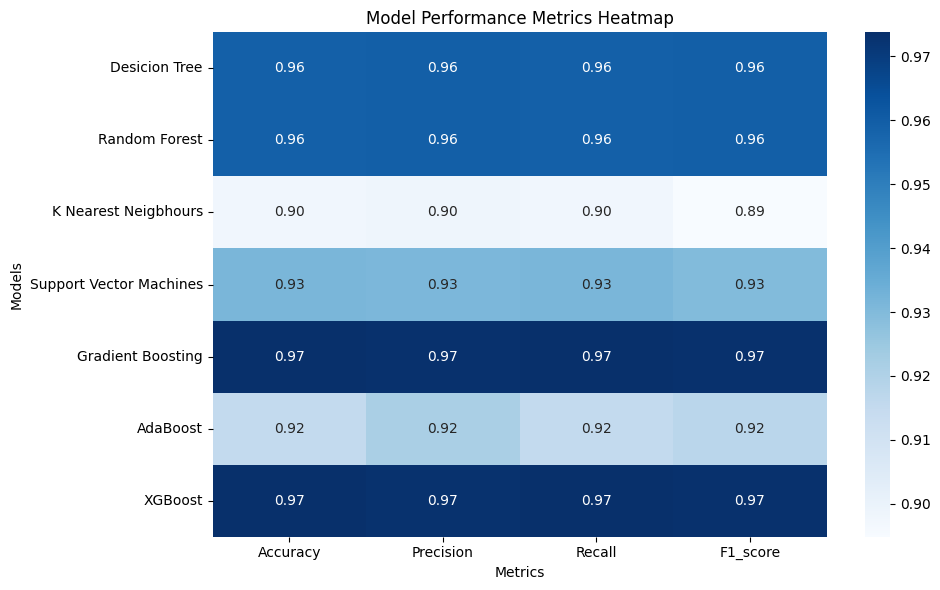 Model Performance Metrics Heatmap
Models
Desicion Tree 0.96 0.96 0.96 0.96
Random Forest 0.96 0.96 0.96 0.96
K Nearest Neigbhours 0.90 0.90 0.90 0.89
Support Vector Machines 0.93 0.93 0.93 0.93
Gradient Boosting 0.97 0.97 0.97 0.97
AdaBoost 0.92 0.92 0.92 0.92
XGBoost 0.97 0.97 0.97 0.97
Accuracy Precision Recall F1_score
Metrics
0.97
0.96
0.95
0.94
0.93
0.92
0.91
0.90